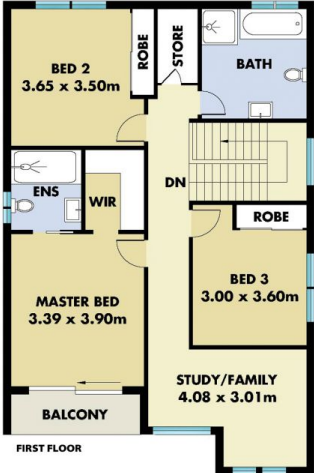 BED 2
3.65 x 3.50m
ROBE
STORE
BATH
ENS
WIR
DN
ROBE
BED 3
3.00 x 3.60m
MASTER BED
3.39 x 3.90m
STUDY/FAMILY
4.08 x 3.01m
BALCONY
FIRST FLOOR